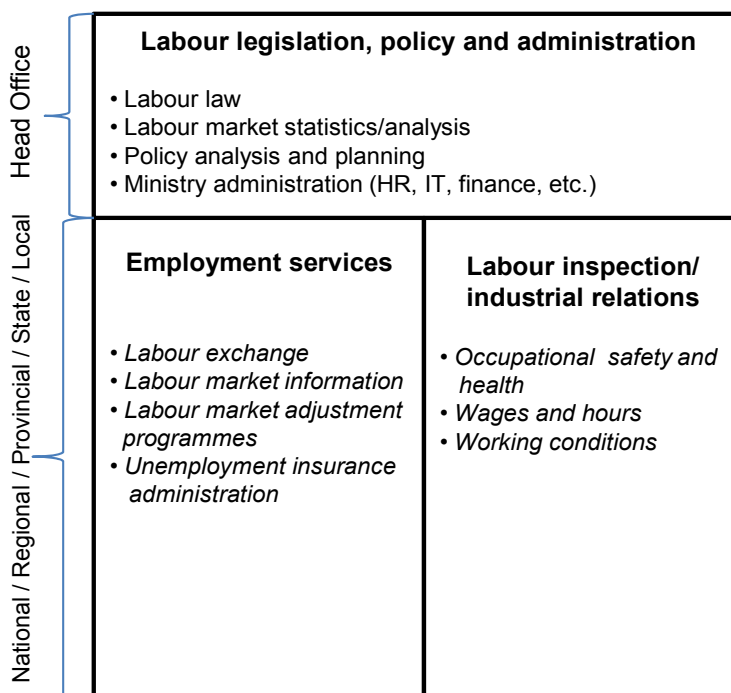 Head Office
Labour legislation, policy and administration
• Labour law
• Labour market statistics/analysis
• Policy analysis and planning
• Ministry administration (HR, IT, finance, etc.)
National / Regional / Provincial / State / Local
Employment services
• Labour exchange
• Labour market information
• Labour market adjustment
programmes
• Unemployment insurance
administration
Labour inspection/
industrial relations
• Occupational safety and
health
• Wages and hours
• Working conditions